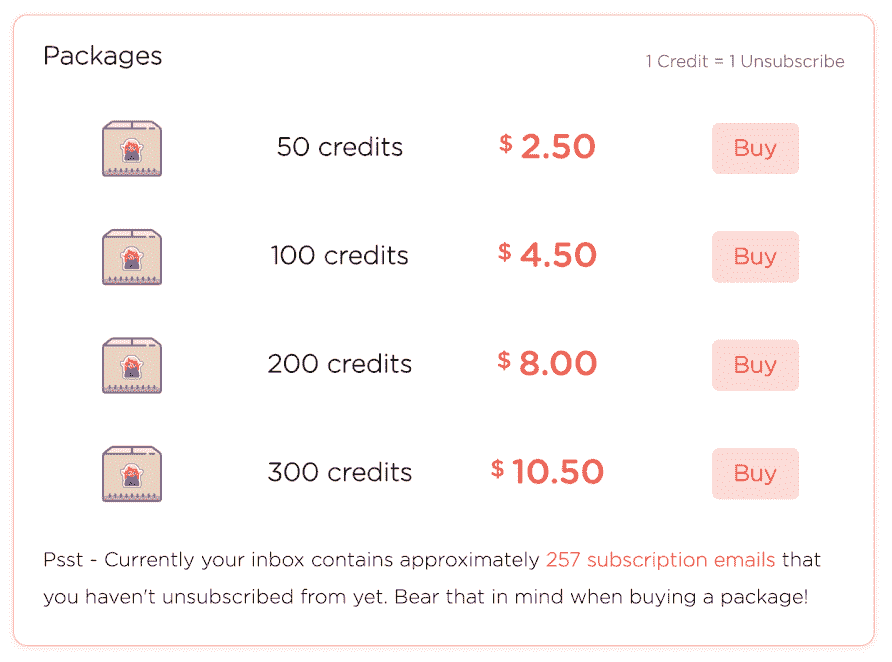 Packages
1 Credit = 1 Unsubscribe
50 credits $ 2.50 Buy
100 credits $ 4.50 Buy
200 credits $ 8.00 Buy
300 credits $ 10.50 Buy
Psst - Currently your inbox contains approximately 257 subscription emails that
you haven't unsubscribed from yet. Bear that in mind when buying a package!